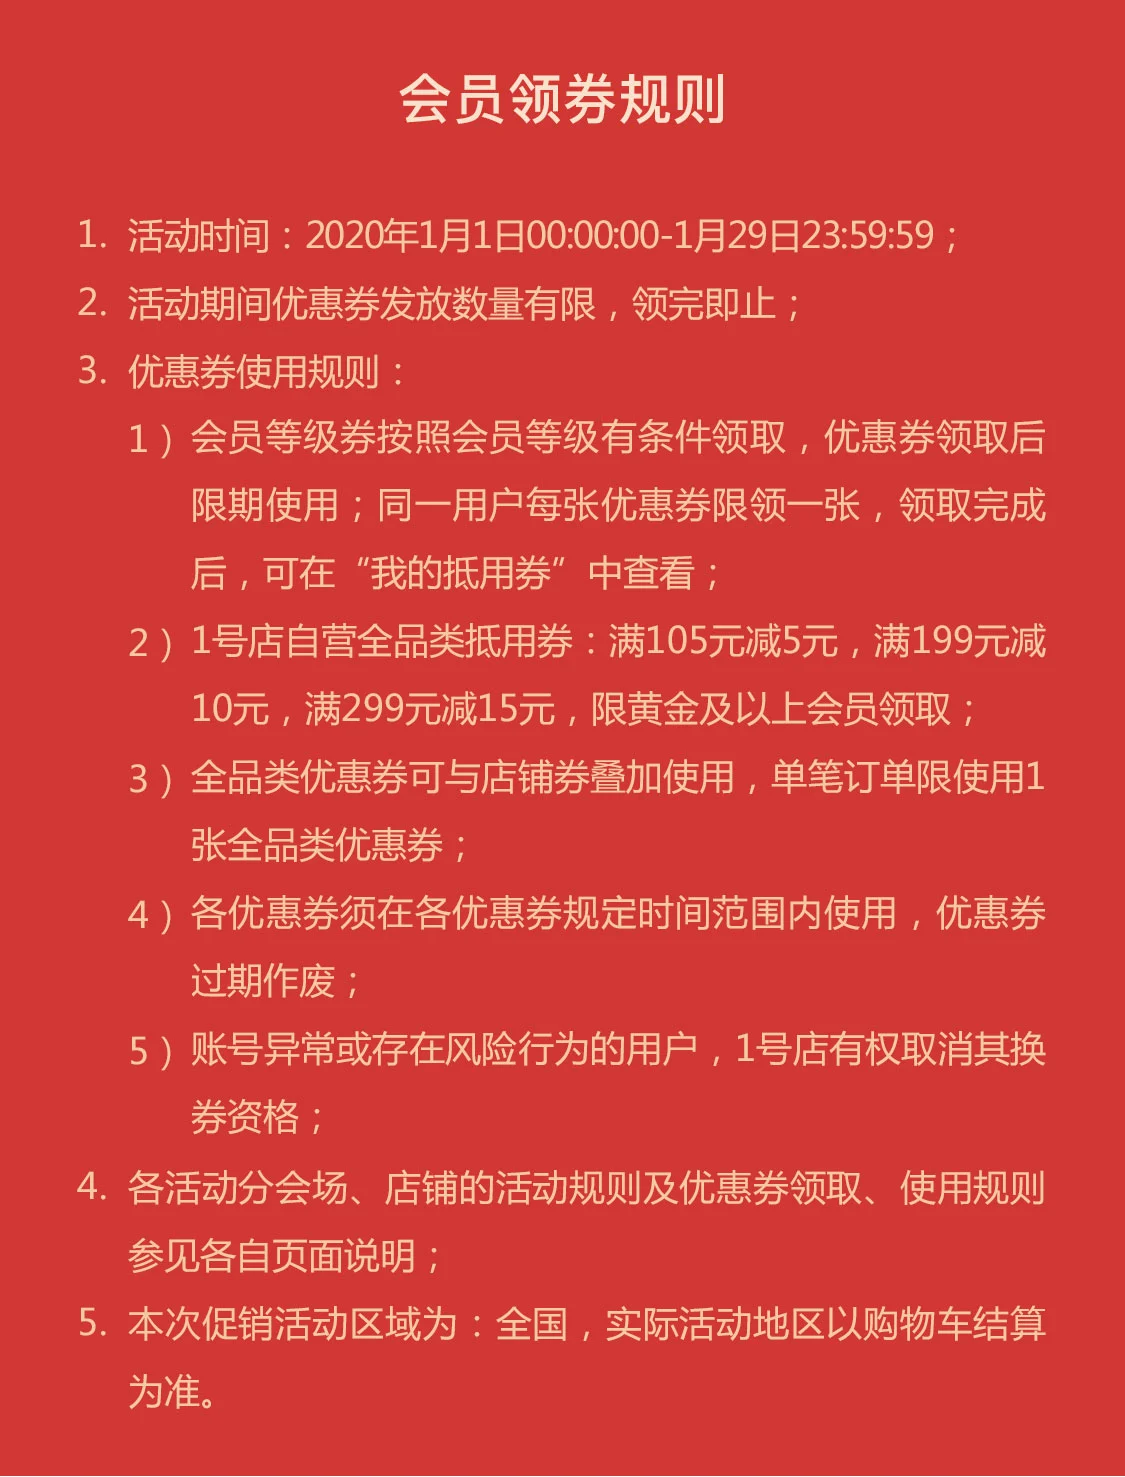 会员领券规则
1. 活动时间：2020年1月1日00:00:00-1月29日23:59:59；
2. 活动期间优惠券发放数量有限，领完即止；
3. 优惠券使用规则：
1）会员等级券按照会员等级有条件领取，优惠券领取后
限期使用；同一用户每张优惠券限领一张，领取完成
后，可在“我的抵用券”中查看；
2）1号店自营全品类抵用券：满105元减5元，满199元减
10元，满299元减15元，限黄金及以上会员领取；
3）全品类优惠券可与店铺券叠加使用，单笔订单限使用1
张全品类优惠券；
4）各优惠券须在各优惠券规定时间范围内使用，优惠券
过期作废；
5）账号异常或存在风险行为的用户，1号店有权取消其换
券资格；
4. 各活动分会场、店铺的活动规则及优惠券领取、使用规则
参见各自页面说明；
5. 本次促销活动区域为：全国，实际活动地区以购物车结算
为准。